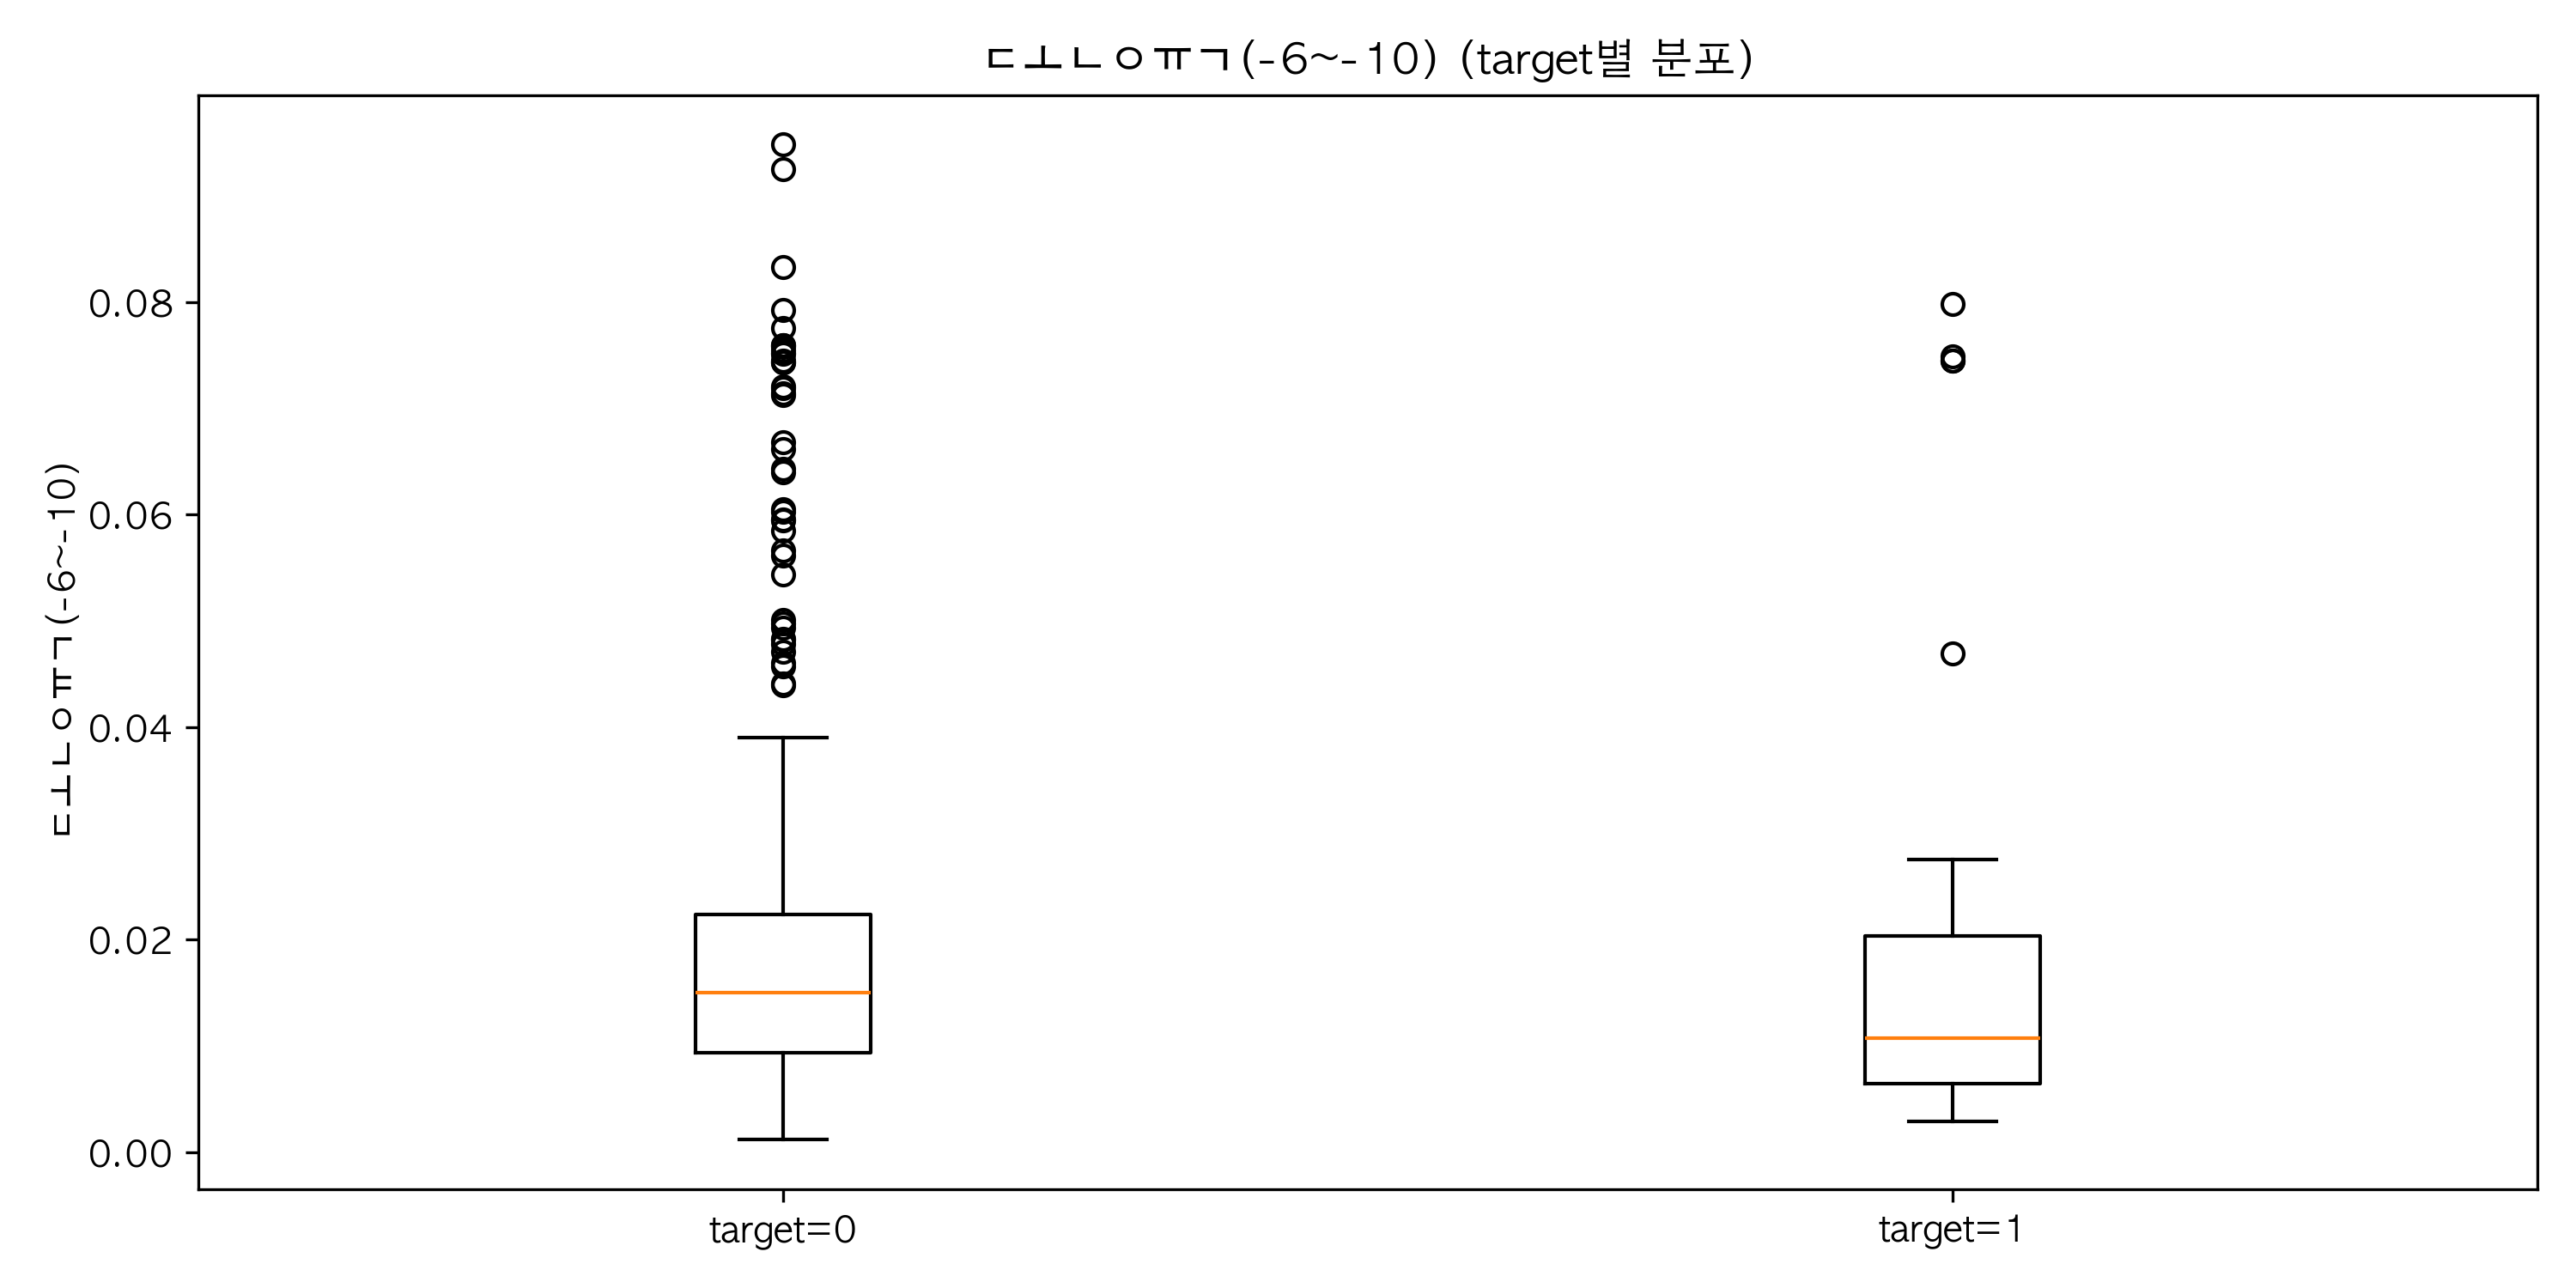 ㄷㅗㄴㅇㅠㄱ(-6~-10) (target별 분포)
ㄷㅗㄴㅇㅠㄱ(-6~-10)
0.08
0.06
0.04
0.02
0.00
target=0
target=1